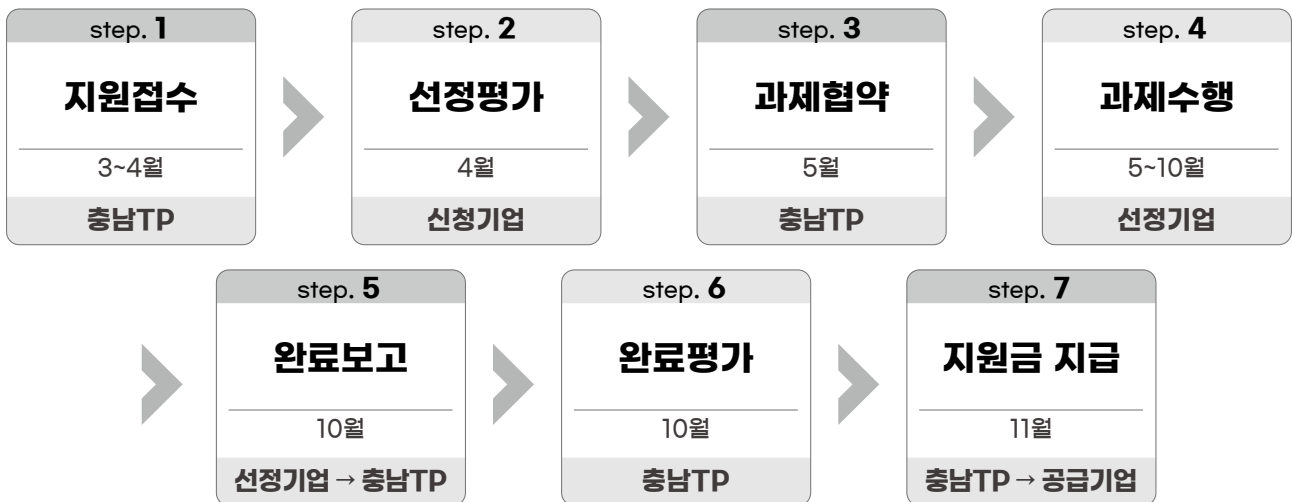 step. 1
지원접수
3~4월
충남TP
step. 2
선정평가
4월
신청기업
step. 3
과제협약
5월
충남TP
step. 4
과제수행
5~10월
선정기업
step. 5
완료보고
10월
선정기업 → 충남TP
step. 6
완료평가
10월
충남TP
step. 7
지원금 지급
11월
충남TP → 공급기업